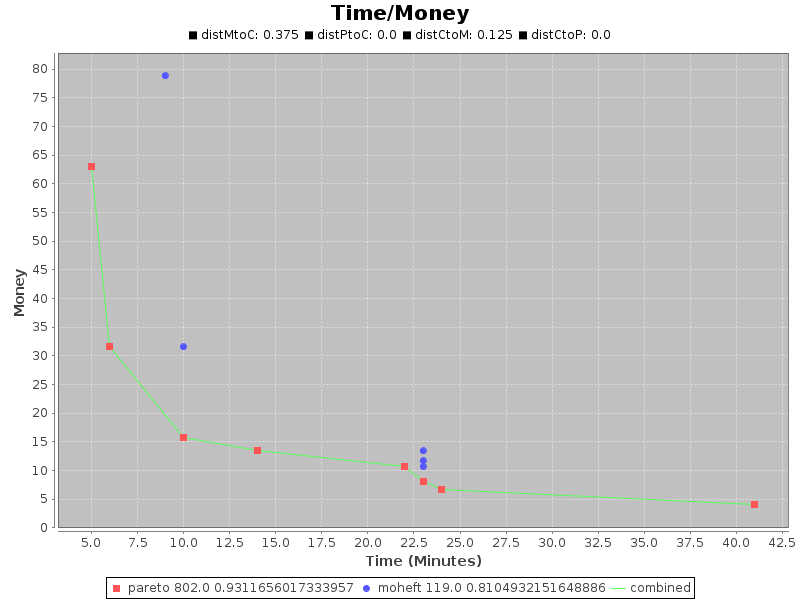 Time/Money
distMtoC: 0.375 distPtoC: 0.0 distCtoM: 0.125 distCtoP: 0.0
80
75
70
65
60
55
50
45
40
35
30
25
20
15
10
5
0
Money
5.0 7.5 10.0 12.5 15.0 17.5 20.0 22.5 25.0 27.5 30.0 32.5 35.0 37.5 40.0 42.5
Time (Minutes)
pareto 802.0 0.9311656017333957 moheft 119.0 0.8104932151648886 combined